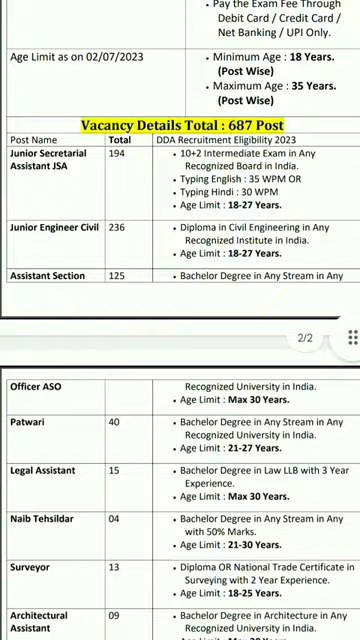 • Pay the Exam Fee Through
Debit Card / Credit Card /
Net Banking / UPI Only.
Age Limit as on 02/07/2023
• Minimum Age : 18 Years.
(Post Wise)
• Maximum Age : 35 Years.
(Post Wise)
Vacancy Details Total : 687 Post
Post Name Total DDA Recruitment Eligibility 2023
Junior Secretarial 194 • 10+2 Intermediate Exam in Any
Assistant JSA Recognized Board in India.
• Typing English : 35 WPM OR
• Typing Hindi : 30 WPM
• Age Limit : 18-27 Years.
Junior Engineer Civil 236 • Diploma in Civil Engineering in Any
Recognized Institute in India.
• Age Limit : 18-27 Years.
Assistant Section 125 • Bachelor Degree in Any Stream in Any
2/2
Officer ASO Recognized University in India.
• Age Limit : Max 30 Years.
Patwari 40 • Bachelor Degree in Any Stream in Any
Recognized University in India.
• Age Limit : 21-27 Years.
Legal Assistant 15 • Bachelor Degree in Law LLB with 3 Year
Experience.
• Age Limit : Max 30 Years.
Naib Tehsildar 04 • Bachelor Degree in Any Stream in Any
with 50% Marks.
• Age Limit : 21-30 Years.
Surveyor 13 • Diploma OR National Trade Certificate in
Surveying with 2 Year Experience.
• Age Limit : 18-25 Years.
Architectural 09 • Bachelor Degree in Architecture in Any
Assistant Recognized University in India.